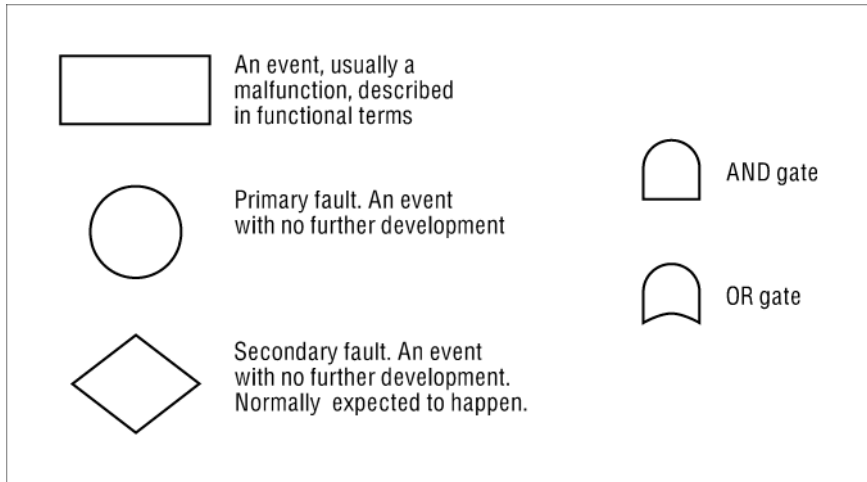 An event, usually a
malfunction, described
in functional terms
Primary fault. An event
with no further development
Secondary fault. An event
with no further development.
Normally expected to happen.
AND gate
OR gate